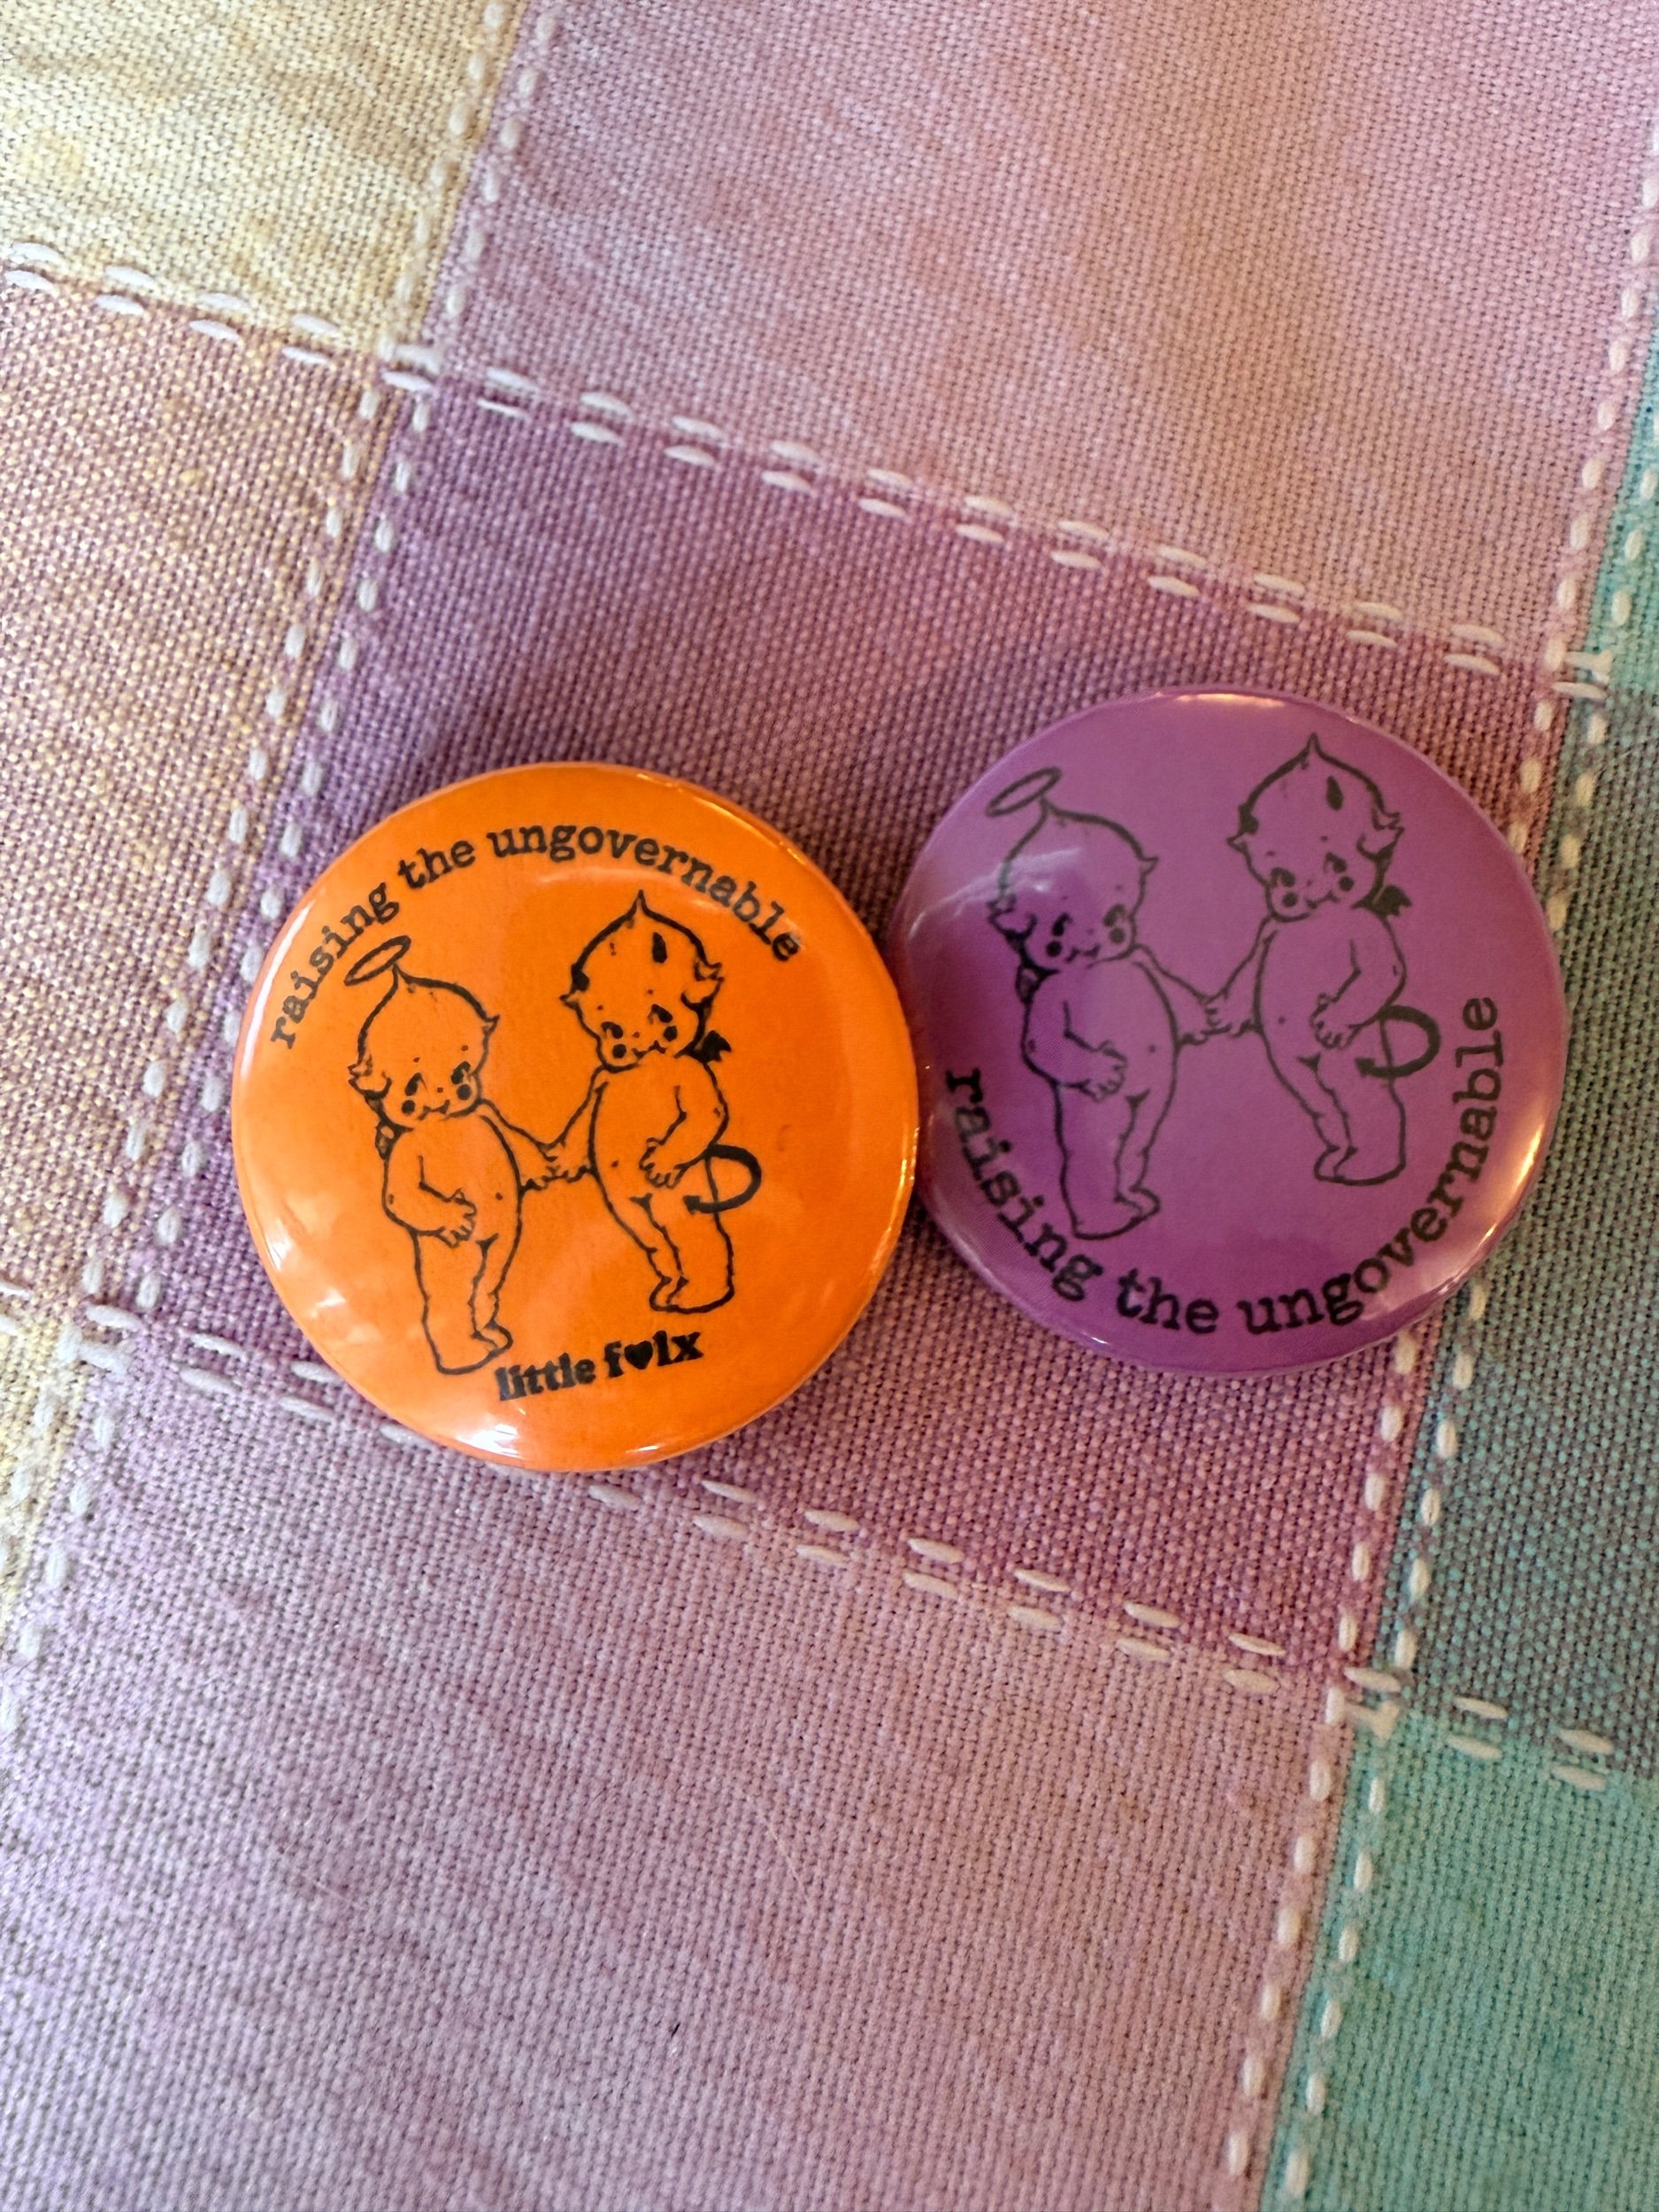 raising the ungovernable
little f♥lx
raising the ungovernable